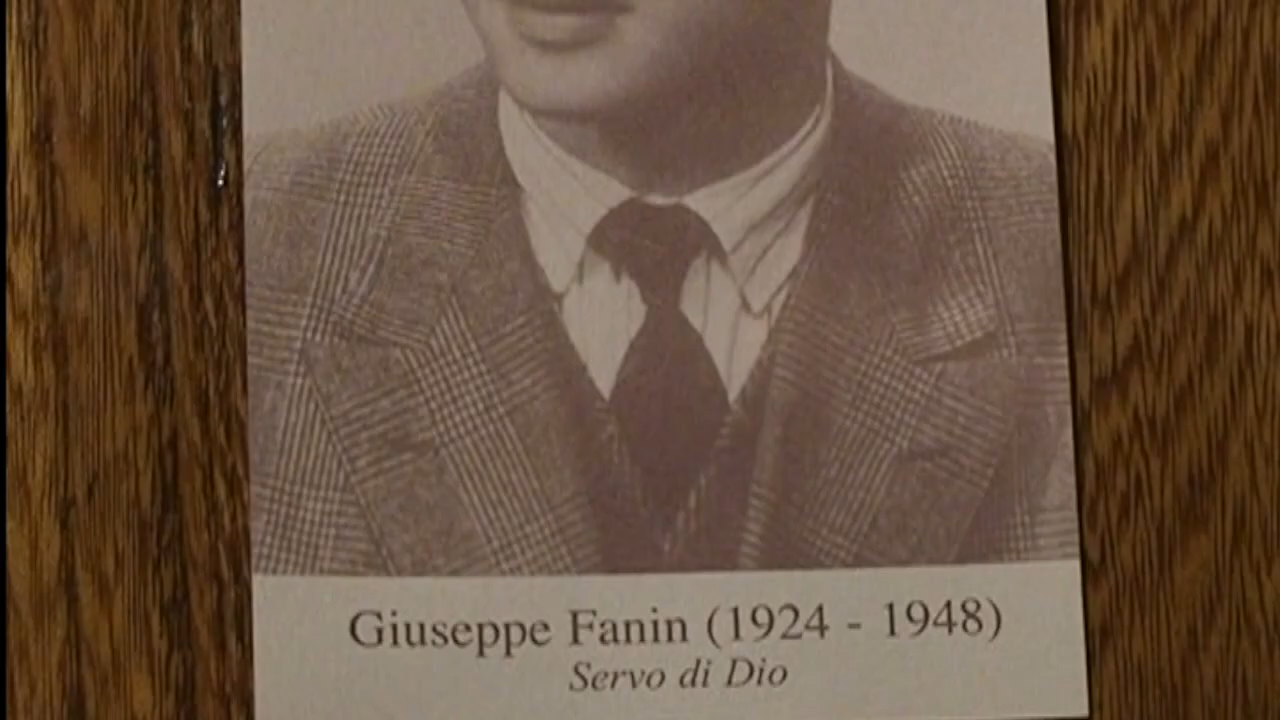 Giuseppe Fanin (1924 - 1948)
Servo di Dio